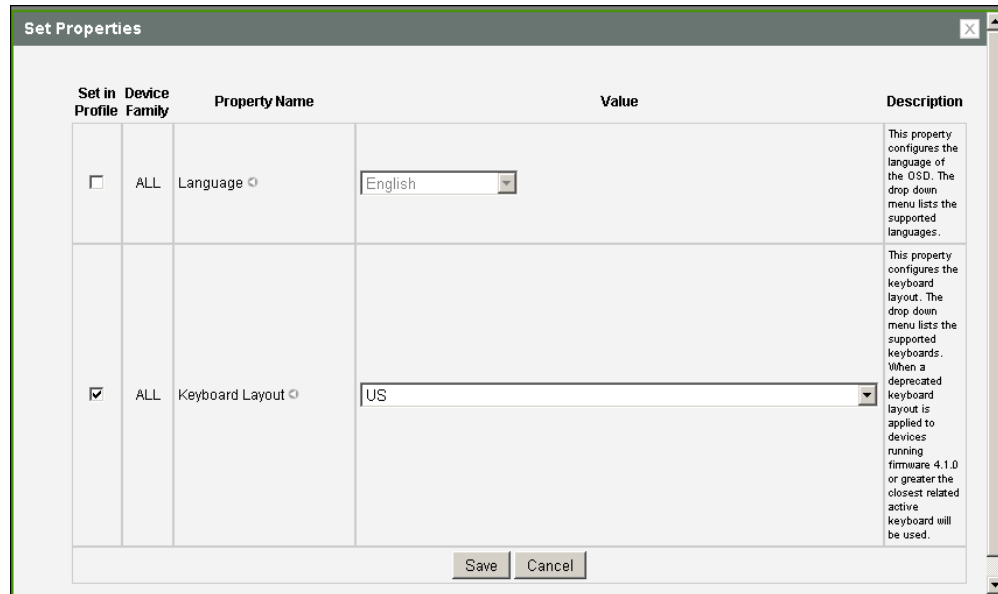 Set Properties
X
Set in Profile
Device Family
Property Name
Value
Description
ALL
Language
English
This property
configures the
language of
the OSD. The
drop down
menu lists the
supported
languages.
ALL
Keyboard Layout
US
This property
configures the
keyboard
layout. The
drop down
menu lists the
supported
keyboards.
When a
deprecated
keyboard
layout is
applied to
devices
running
firmware 4.1.0
or greater the
closest related
active
keyboard will
be used.
Save
Cancel